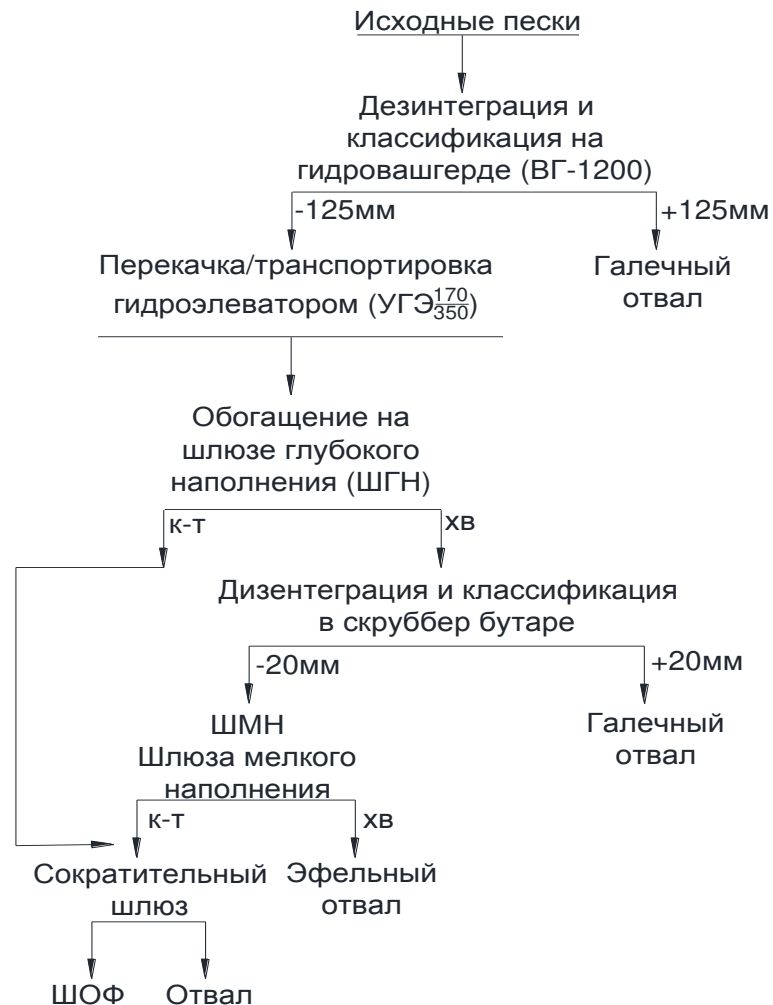 Исходные пески
Дезинтеграция и
классификация на
гидровашгерде (ВГ-1200)
-125мм
+125мм
Перекачка/транспортировка
гидроэлеватором (УГЭ170/350)
Галечный
отвал
Обогащение на
шлюзе глубокого
наполнения (ШГН)
к-т
хв
Дизентеграция и классификация
в скруббер бутаре
-20мм
+20мм
ШМН
Шлюза мелкого
наполнения
Галечный
отвал
к-т
хв
Сократительный
шлюз
Эфельный
отвал
ШОФ
Отвал